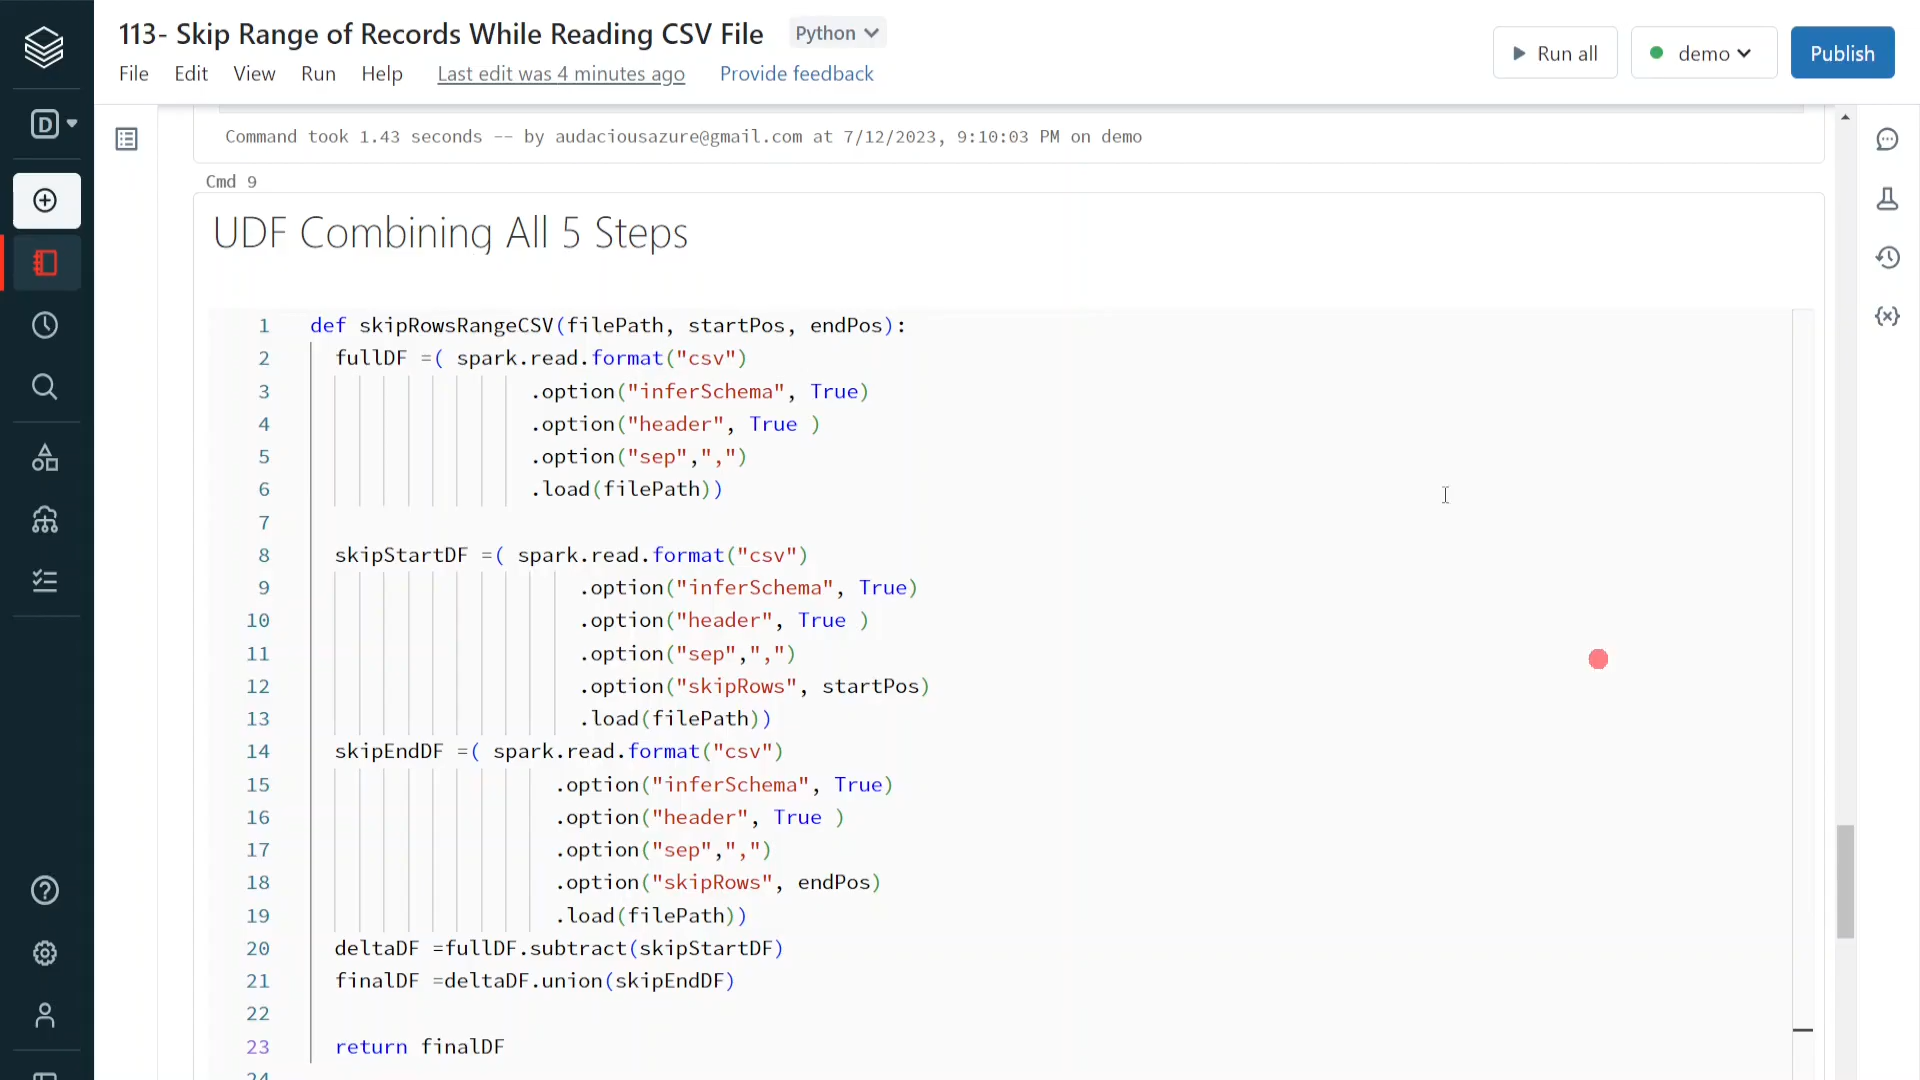 113- Skip Range of Records While Reading CSV File
Python
File Edit View Run Help Last edit was 4 minutes ago Provide feedback
Run all
demo
Publish
D
Command took 1.43 seconds -- by audaciousazure@gmail.com at 7/12/2023, 9:10:03 PM on demo
Cmd 9
UDF Combining All 5 Steps
1 def skipRowsRangeCSV(filePath, startPos, endPos):
2 fullDF =( spark.read.format("csv")
3 .option("inferSchema", True)
4 .option("header", True )
5 .option("sep",",")
6 .load(filePath))
7
8 skipStartDF =( spark.read.format("csv")
9 .option("inferSchema", True)
10 .option("header", True )
11 .option("sep",",")
12 .option("skipRows", startPos)
13 .load(filePath))
14 skipEndDF =( spark.read.format("csv")
15 .option("inferSchema", True)
16 .option("header", True )
17 .option("sep",",")
18 .option("skipRows", endPos)
19 .load(filePath))
20 deltaDF =fullDF.subtract(skipStartDF)
21 finalDF =deltaDF.union(skipEndDF)
22
23 return finalDF
24